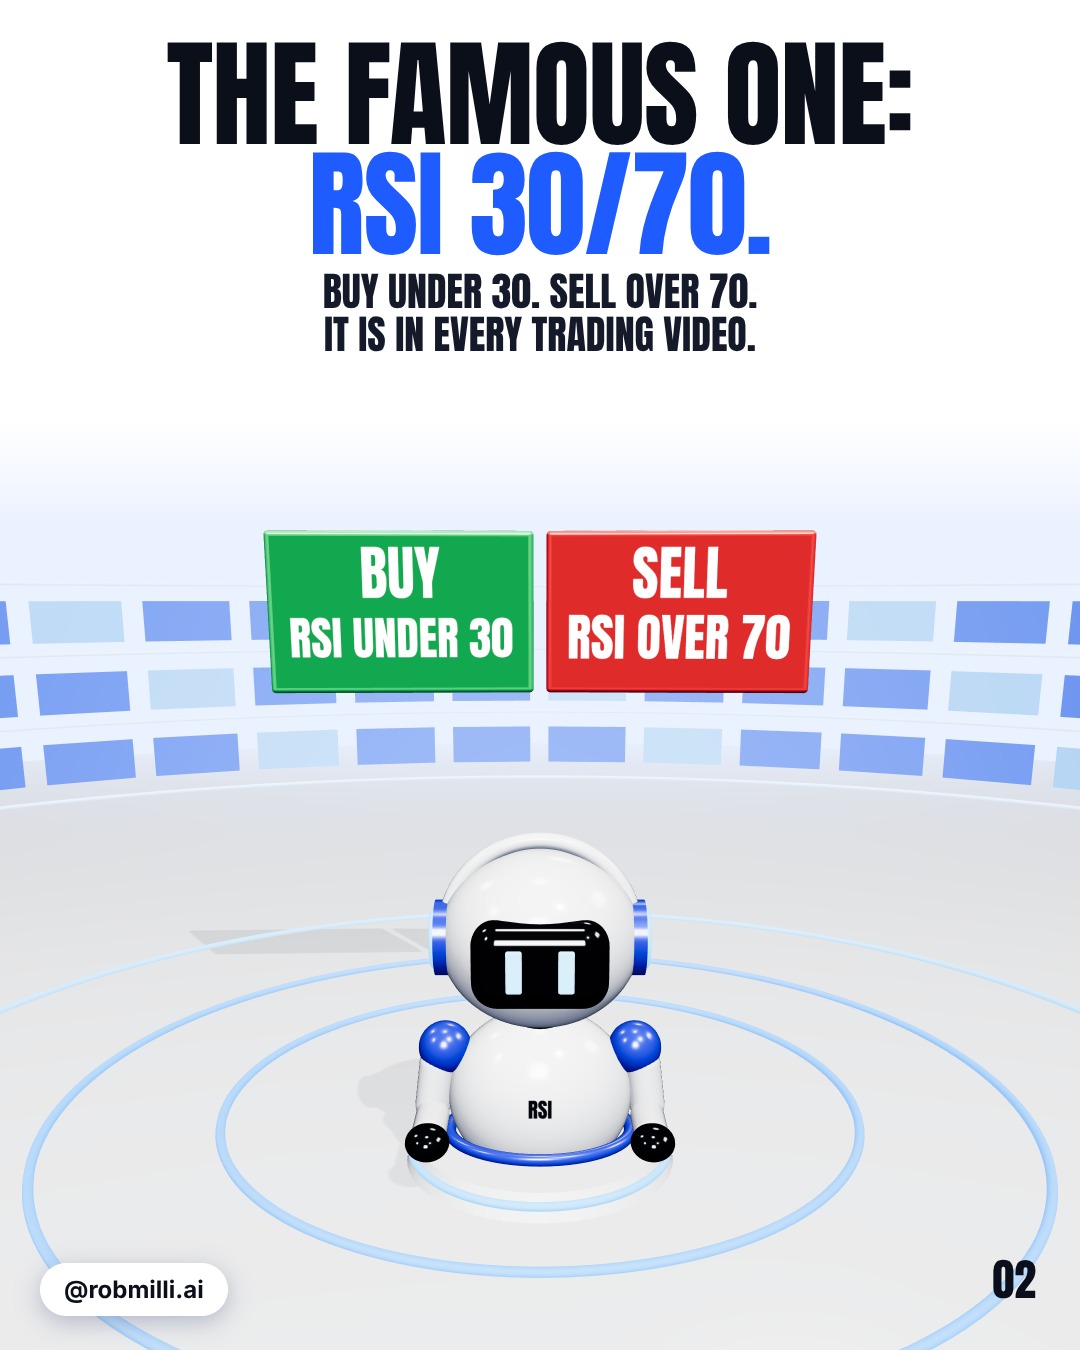 THE FAMOUS ONE:
RSI 30/70.
BUY UNDER 30. SELL OVER 70.
IT IS IN EVERY TRADING VIDEO.
BUY
RSI UNDER 30
SELL
RSI OVER 70
RSI
@robmilli.ai
02